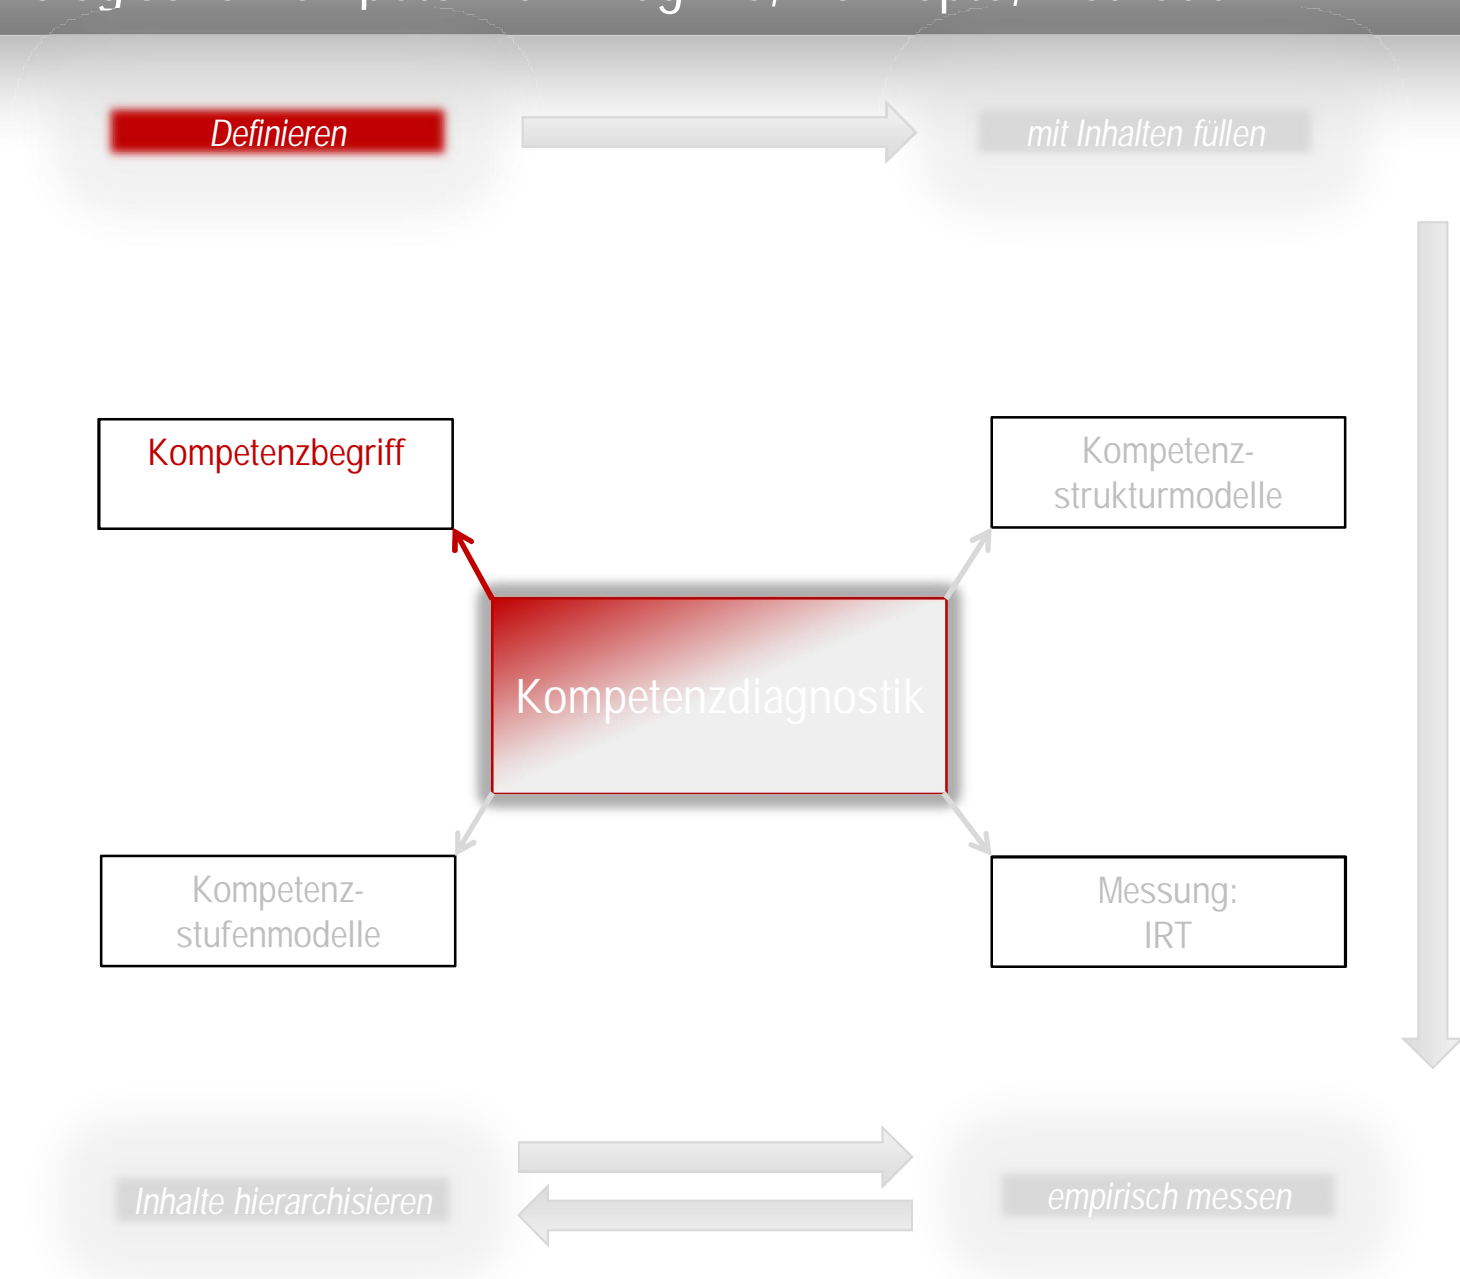 Definieren
mit Inhalten füllen
Kompetenzbegriff
Kompetenz-
strukturmodelle
Kompetenzdiagnostik
Kompetenz-
stufenmodelle
Messung:
IRT
Inhalte hierarchisieren
empirisch messen